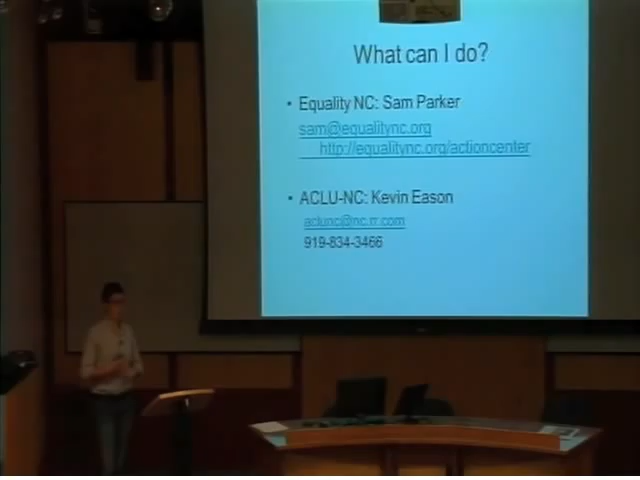 What can I do?
• Equality NC: Sam Parker
sam@equalitync.org
http://equalitync.org/actioncenter
• ACLU-NC: Kevin Eason
aclunc@nc.rr.com
919-834-3466